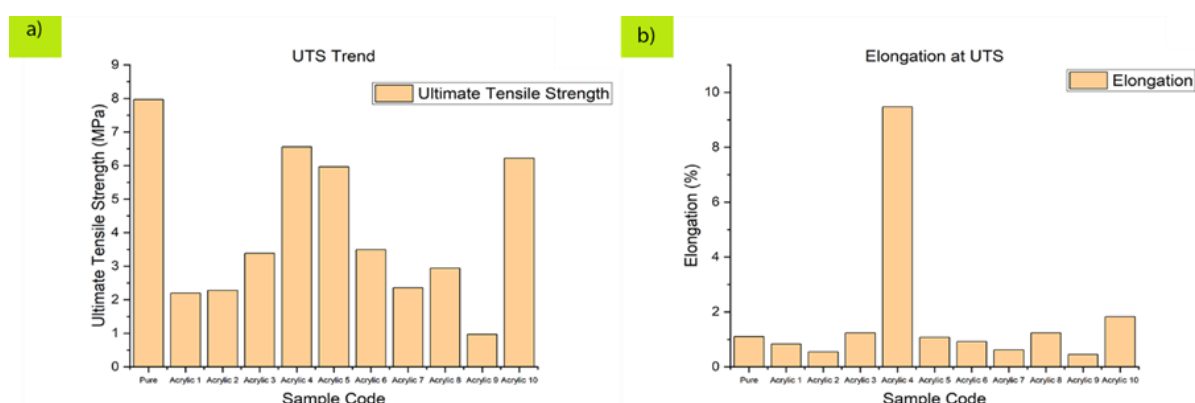 a)
UTS Trend
Ultimate Tensile Strength
Ultimate Tensile Strength (MPa)
9
8
7
6
5
4
3
2
1
0
Pure Acrylic 1 Acrylic 2 Acrylic 3 Acrylic 4 Acrylic 5 Acrylic 6 Acrylic 7 Acrylic 8 Acrylic 9 Acrylic 10
Sample Code
b)
Elongation at UTS
Elongation
Elongation (%)
10
8
6
4
2
0
Pure Acrylic 1 Acrylic 2 Acrylic 3 Acrylic 4 Acrylic 5 Acrylic 6 Acrylic 7 Acrylic 8 Acrylic 9 Acrylic 10
Sample Code